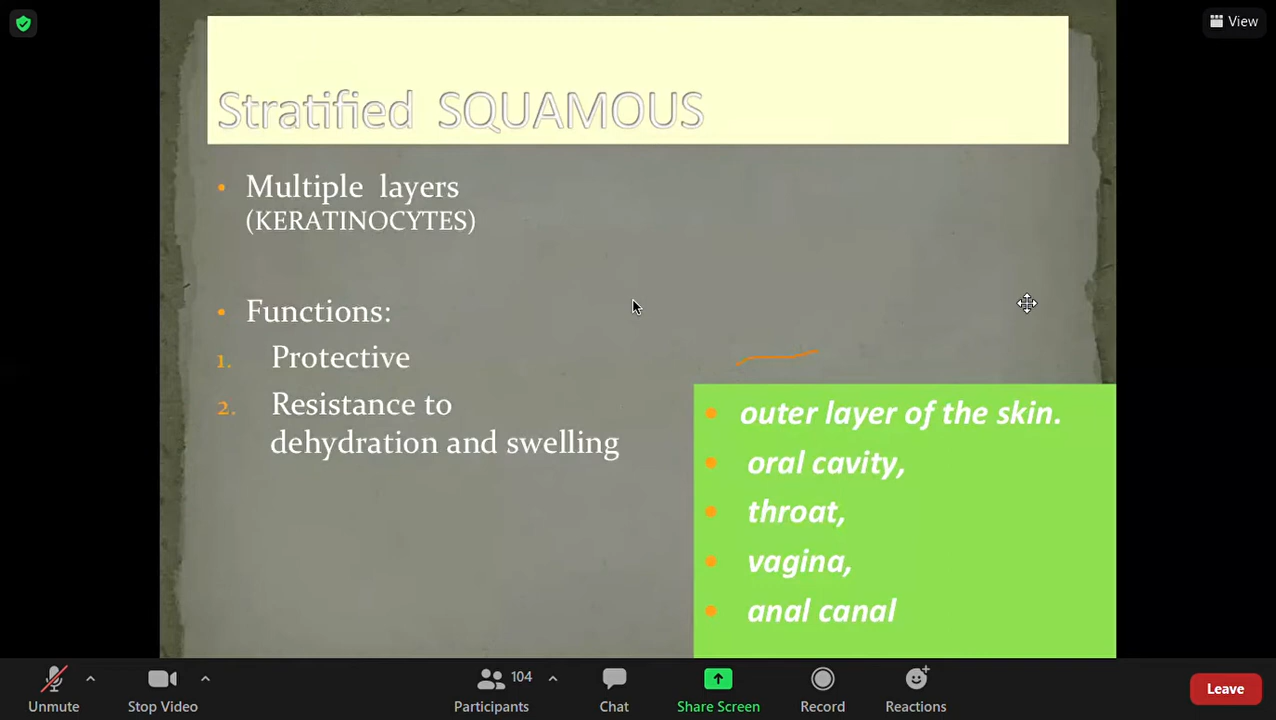 View
Stratified SQUAMOUS
• Multiple layers
(KERATINOCYTES)
• Functions:
1. Protective
2. Resistance to
dehydration and swelling
• outer layer of the skin.
• oral cavity,
• throat,
• vagina,
• anal canal
Unmute
Stop Video
104
Participants
Chat
Share Screen
Record
Reactions
Leave